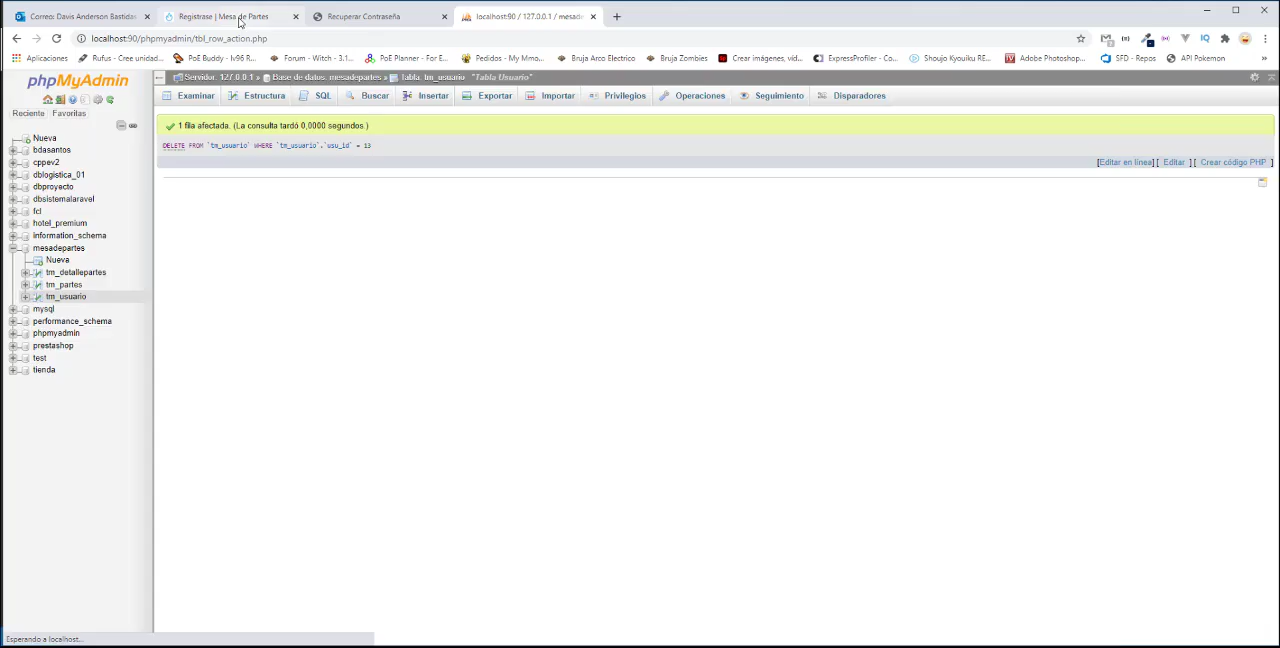 Correo: Davis Anderson Bastidas
Registrase | Mesa de Partes
Recuperar Contraseña
localhost:90 / 127.0.0.1 / mesade
localhost:90/phpmyadmin/tbl_row_action.php
Aplicaciones
Rufus - Cree unidad...
PoE Buddy - lv96 R...
Forum - Witch - 3.1...
PoE Planner - For E...
Pedidos - My Mmo...
Bruja Arco Electrico
Bruja Zombies
Crear imágenes, víd...
ExpressProfiler - Co...
Shoujo Kyouiku RE...
Adobe Photoshop...
SFD - Repos
API Pokemon
»
phpMyAdmin
Reciente
Favoritas
Nueva
bdasantos
cppev2
dblogistica_01
dbproyecto
dbsistemalaravel
fcl
hotel_premium
information_schema
mesadepartes
Nueva
tm_detallepartes
tm_partes
tm_usuario
mysql
performance_schema
phpmyadmin
prestashop
test
tienda
Servidor: 127.0.0.1 » Base de datos: mesadepartes » Tabla: tm_usuario "Tabla Usuario"
Examinar
Estructura
SQL
Buscar
Insertar
Exportar
Importar
Privilegios
Operaciones
Seguimiento
Disparadores
1 fila afectada. (La consulta tardó 0,0000 segundos.)
DELETE FROM `tm_usuario` WHERE `tm_usuario`.`usu_id` = 13
[Editar en línea] [ Editar ] [ Crear código PHP ]
Esperando a localhost...